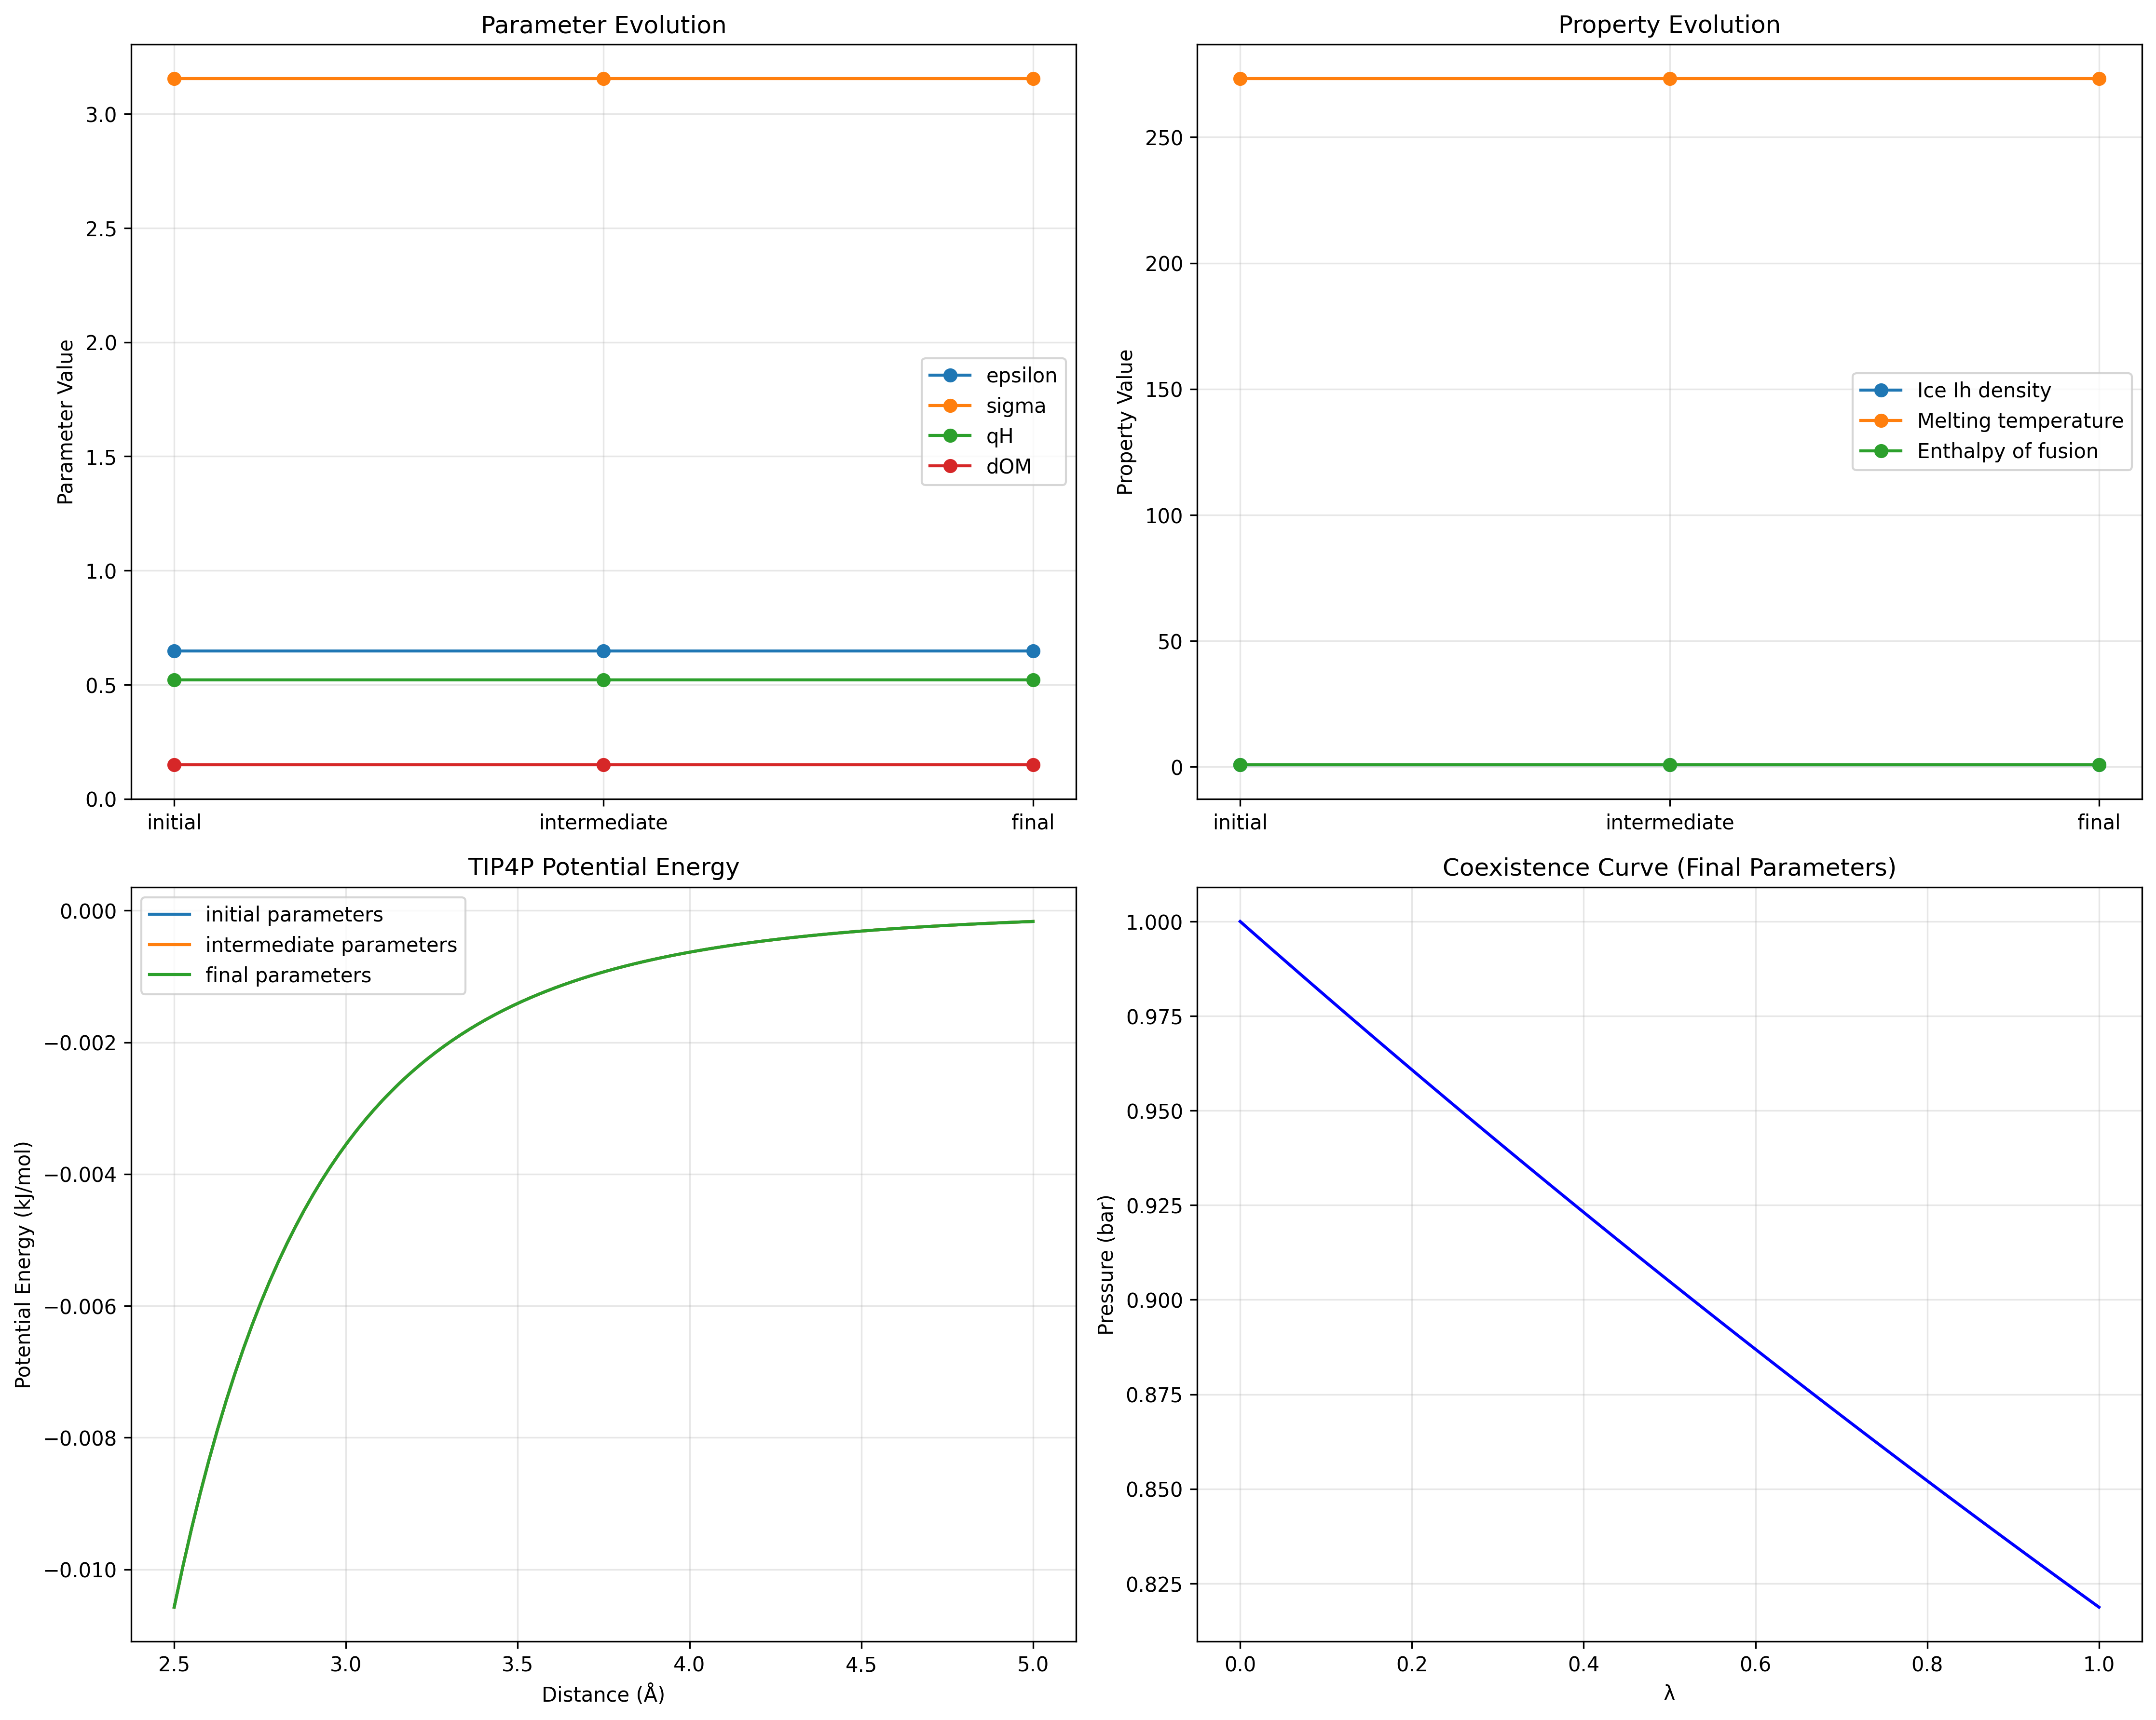 Parameter Evolution
Parameter Value
3.0
2.5
2.0
1.5
1.0
0.5
0.0
initial
intermediate
final
epsilon
sigma
qH
dOM
Property Evolution
Property Value
250
200
150
100
50
0
initial
intermediate
final
Ice Ih density
Melting temperature
Enthalpy of fusion
TIP4P Potential Energy
Potential Energy (kJ/mol)
0.000
−0.002
−0.004
−0.006
−0.008
−0.010
initial parameters
intermediate parameters
final parameters
2.5
3.0
3.5
4.0
4.5
5.0
Distance (Å)
Coexistence Curve (Final Parameters)
Pressure (bar)
1.000
0.975
0.950
0.925
0.900
0.875
0.850
0.825
0.0
0.2
0.4
0.6
0.8
1.0
λ